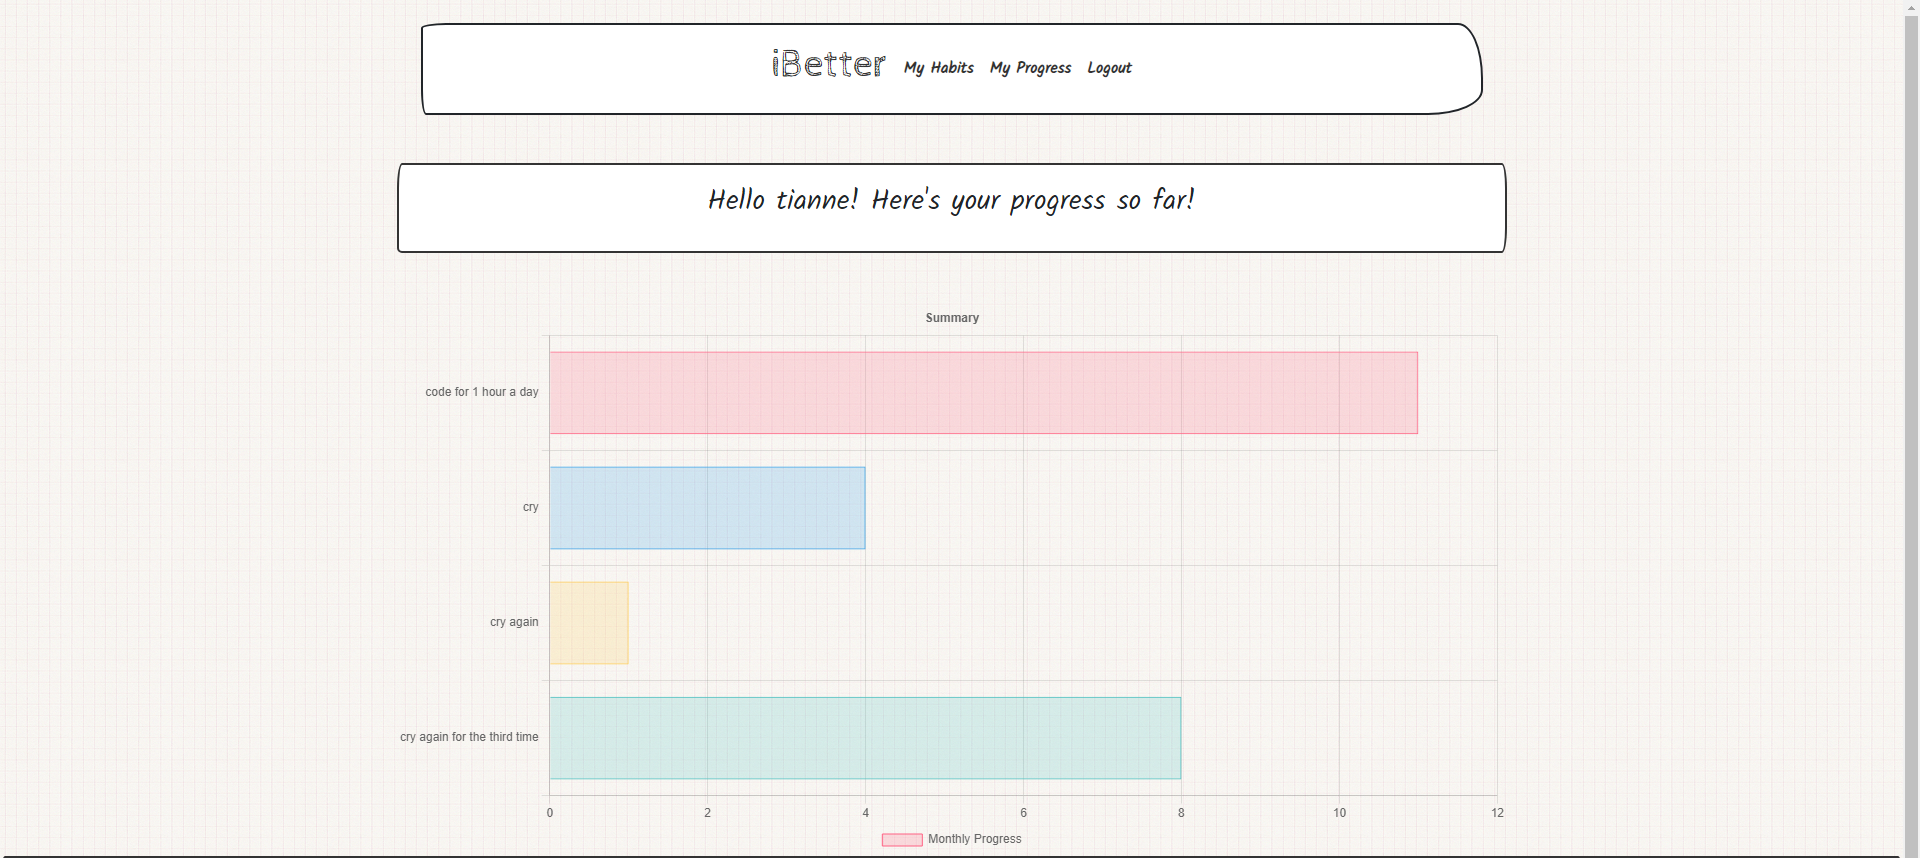 iBetter My Habits My Progress Logout
Hello tianne! Here's your progress so far!
Summary
code for 1 hour a day
cry
cry again
cry again for the third time
0 2 4 6 8 10 12
Monthly Progress